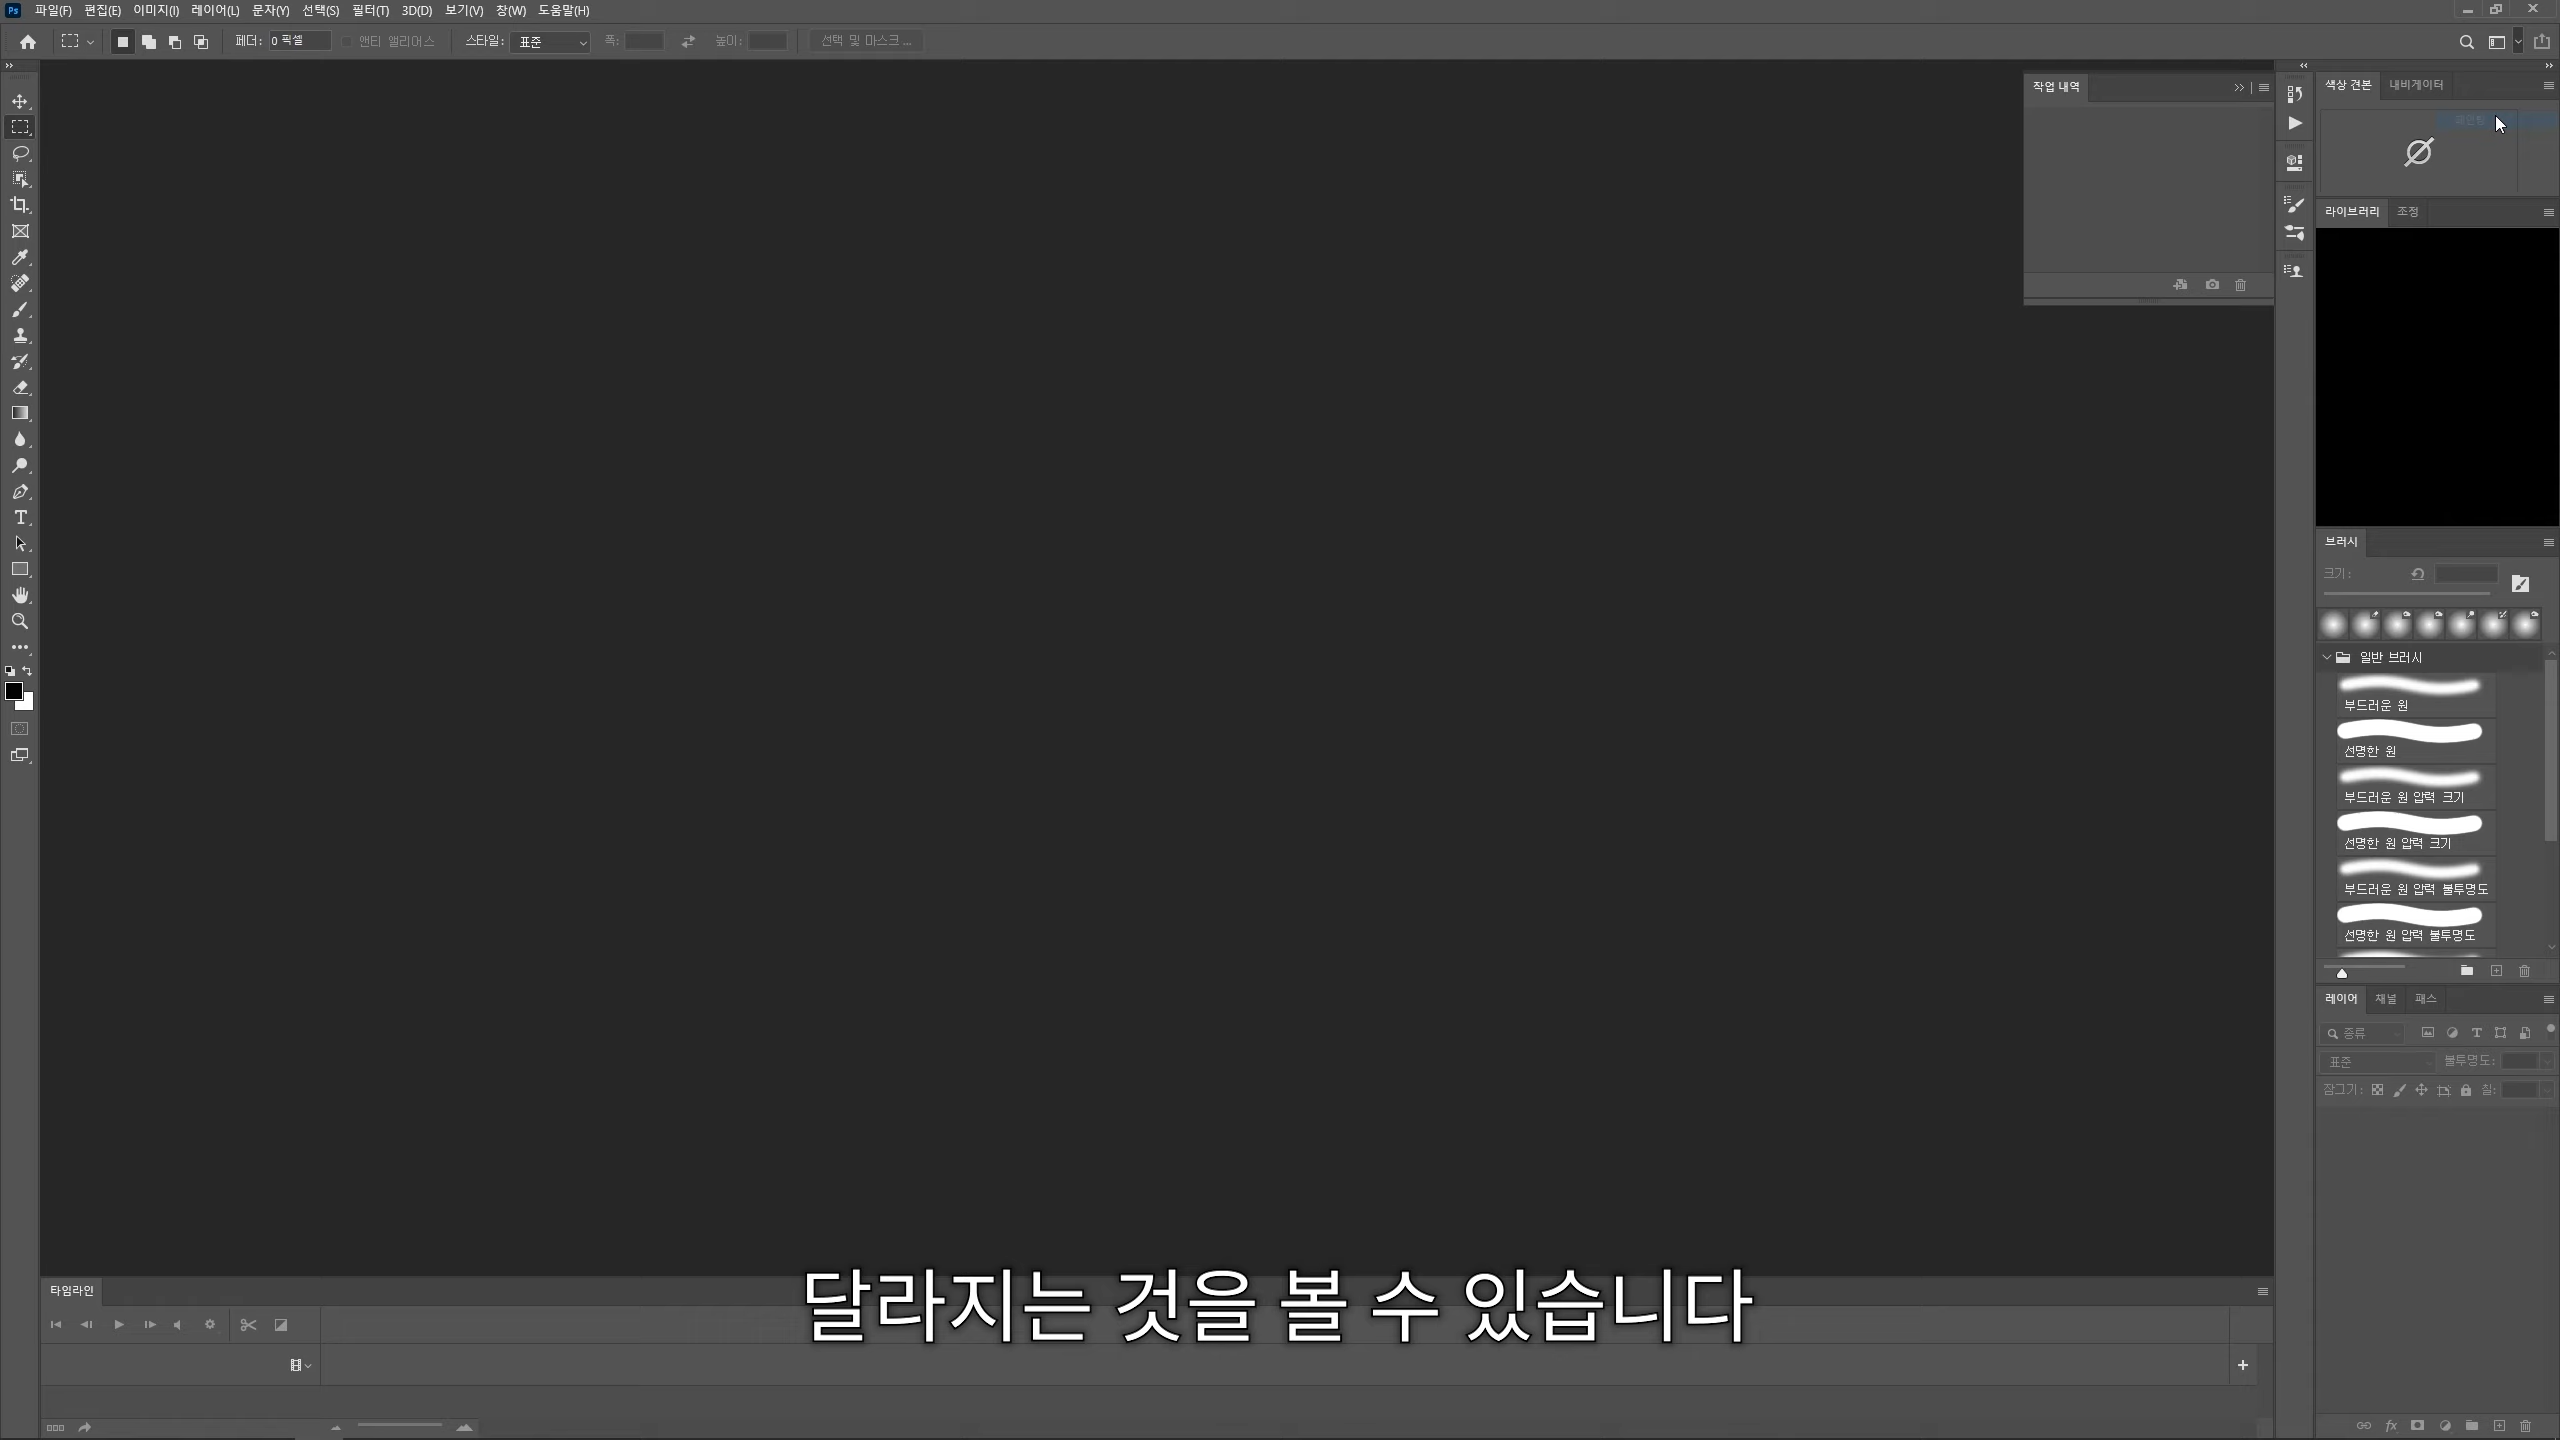 Ps 파일(F) 편집(E) 이미지(I) 레이어(L) 문자(Y) 선택(S) 필터(T) 3D(D) 보기(V) 창(W) 도움말(H)
페더: 0 픽셀 앤티 앨리어스 스타일: 표준 폭: 높이: 선택 및 마스크 ...
작업 내역
색상 견본 내비게이터
라이브러리 조정
브러시
크기:
일반 브러시
부드러운 원
선명한 원
부드러운 원 압력 크기
선명한 원 압력 크기
부드러운 원 압력 불투명도
선명한 원 압력 불투명도
레이어 채널 패스
종류
표준 불투명도:
잠그기: 칠:
타임라인
달라지는 것을 볼 수 있습니다